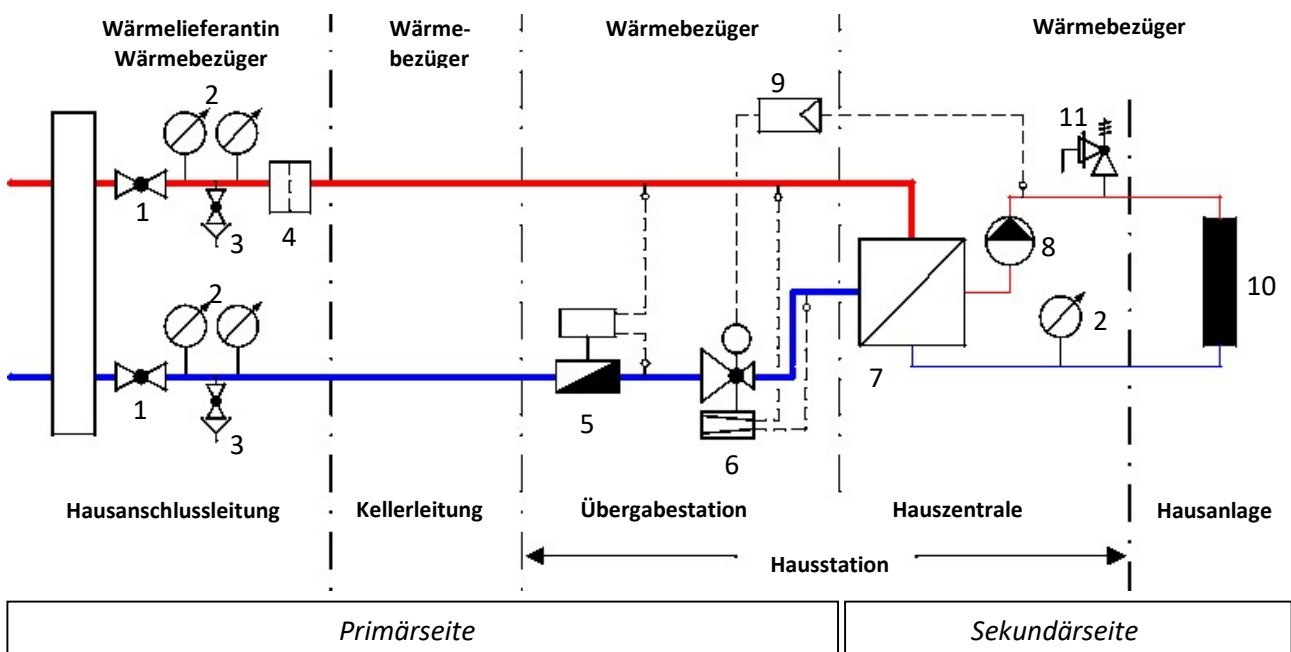 Wärmelieferantin
Wärmebezüger
Wärme-
bezüger
Wärmebezüger
Wärmebezüger
2
9
11
1
3
4
8
2
2
10
1
3
5
6
7
Hausanschlussleitung
Kellerleitung
Übergabestation
Hauszentrale
Hausanlage
Hausstation
Primärseite
Sekundärseite